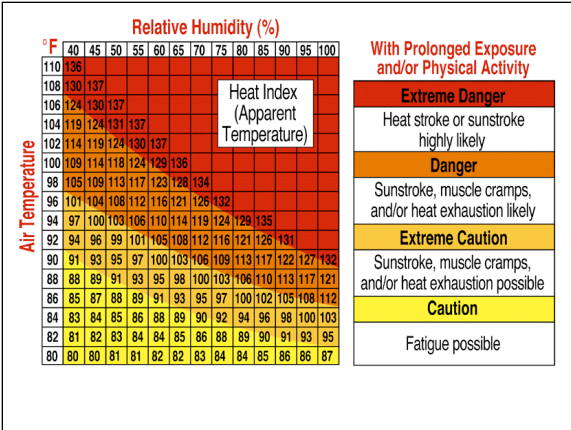 Relative Humidity (%)
°F 40 45 50 55 60 65 70 75 80 85 90 95 100
110 136
108 130 137
106 124 130 137
104 119 124 131 137
102 114 119 124 130 137
100 109 114 118 124 129 136
98 105 109 113 117 123 128 134
96 101 104 108 112 116 121 126 132
94 97 100 103 106 110 114 119 124 129 135
92 94 96 99 101 105 108 112 116 121 126 131
90 91 93 95 97 100 103 106 109 113 117 122 127 132
88 88 89 91 93 95 98 100 103 106 110 113 117 121
86 85 87 88 89 91 93 95 97 100 102 105 108 112
84 83 84 85 86 88 89 90 92 94 96 98 100 103
82 81 82 83 84 84 85 86 88 89 90 91 93 95
80 80 80 81 81 82 82 83 84 84 85 86 86 87
Air Temperature
Heat Index
(Apparent
Temperature)
With Prolonged Exposure
and/or Physical Activity
Extreme Danger
Heat stroke or sunstroke
highly likely
Danger
Sunstroke, muscle cramps,
and/or heat exhaustion likely
Extreme Caution
Sunstroke, muscle cramps,
and/or heat exhaustion possible
Caution
Fatigue possible